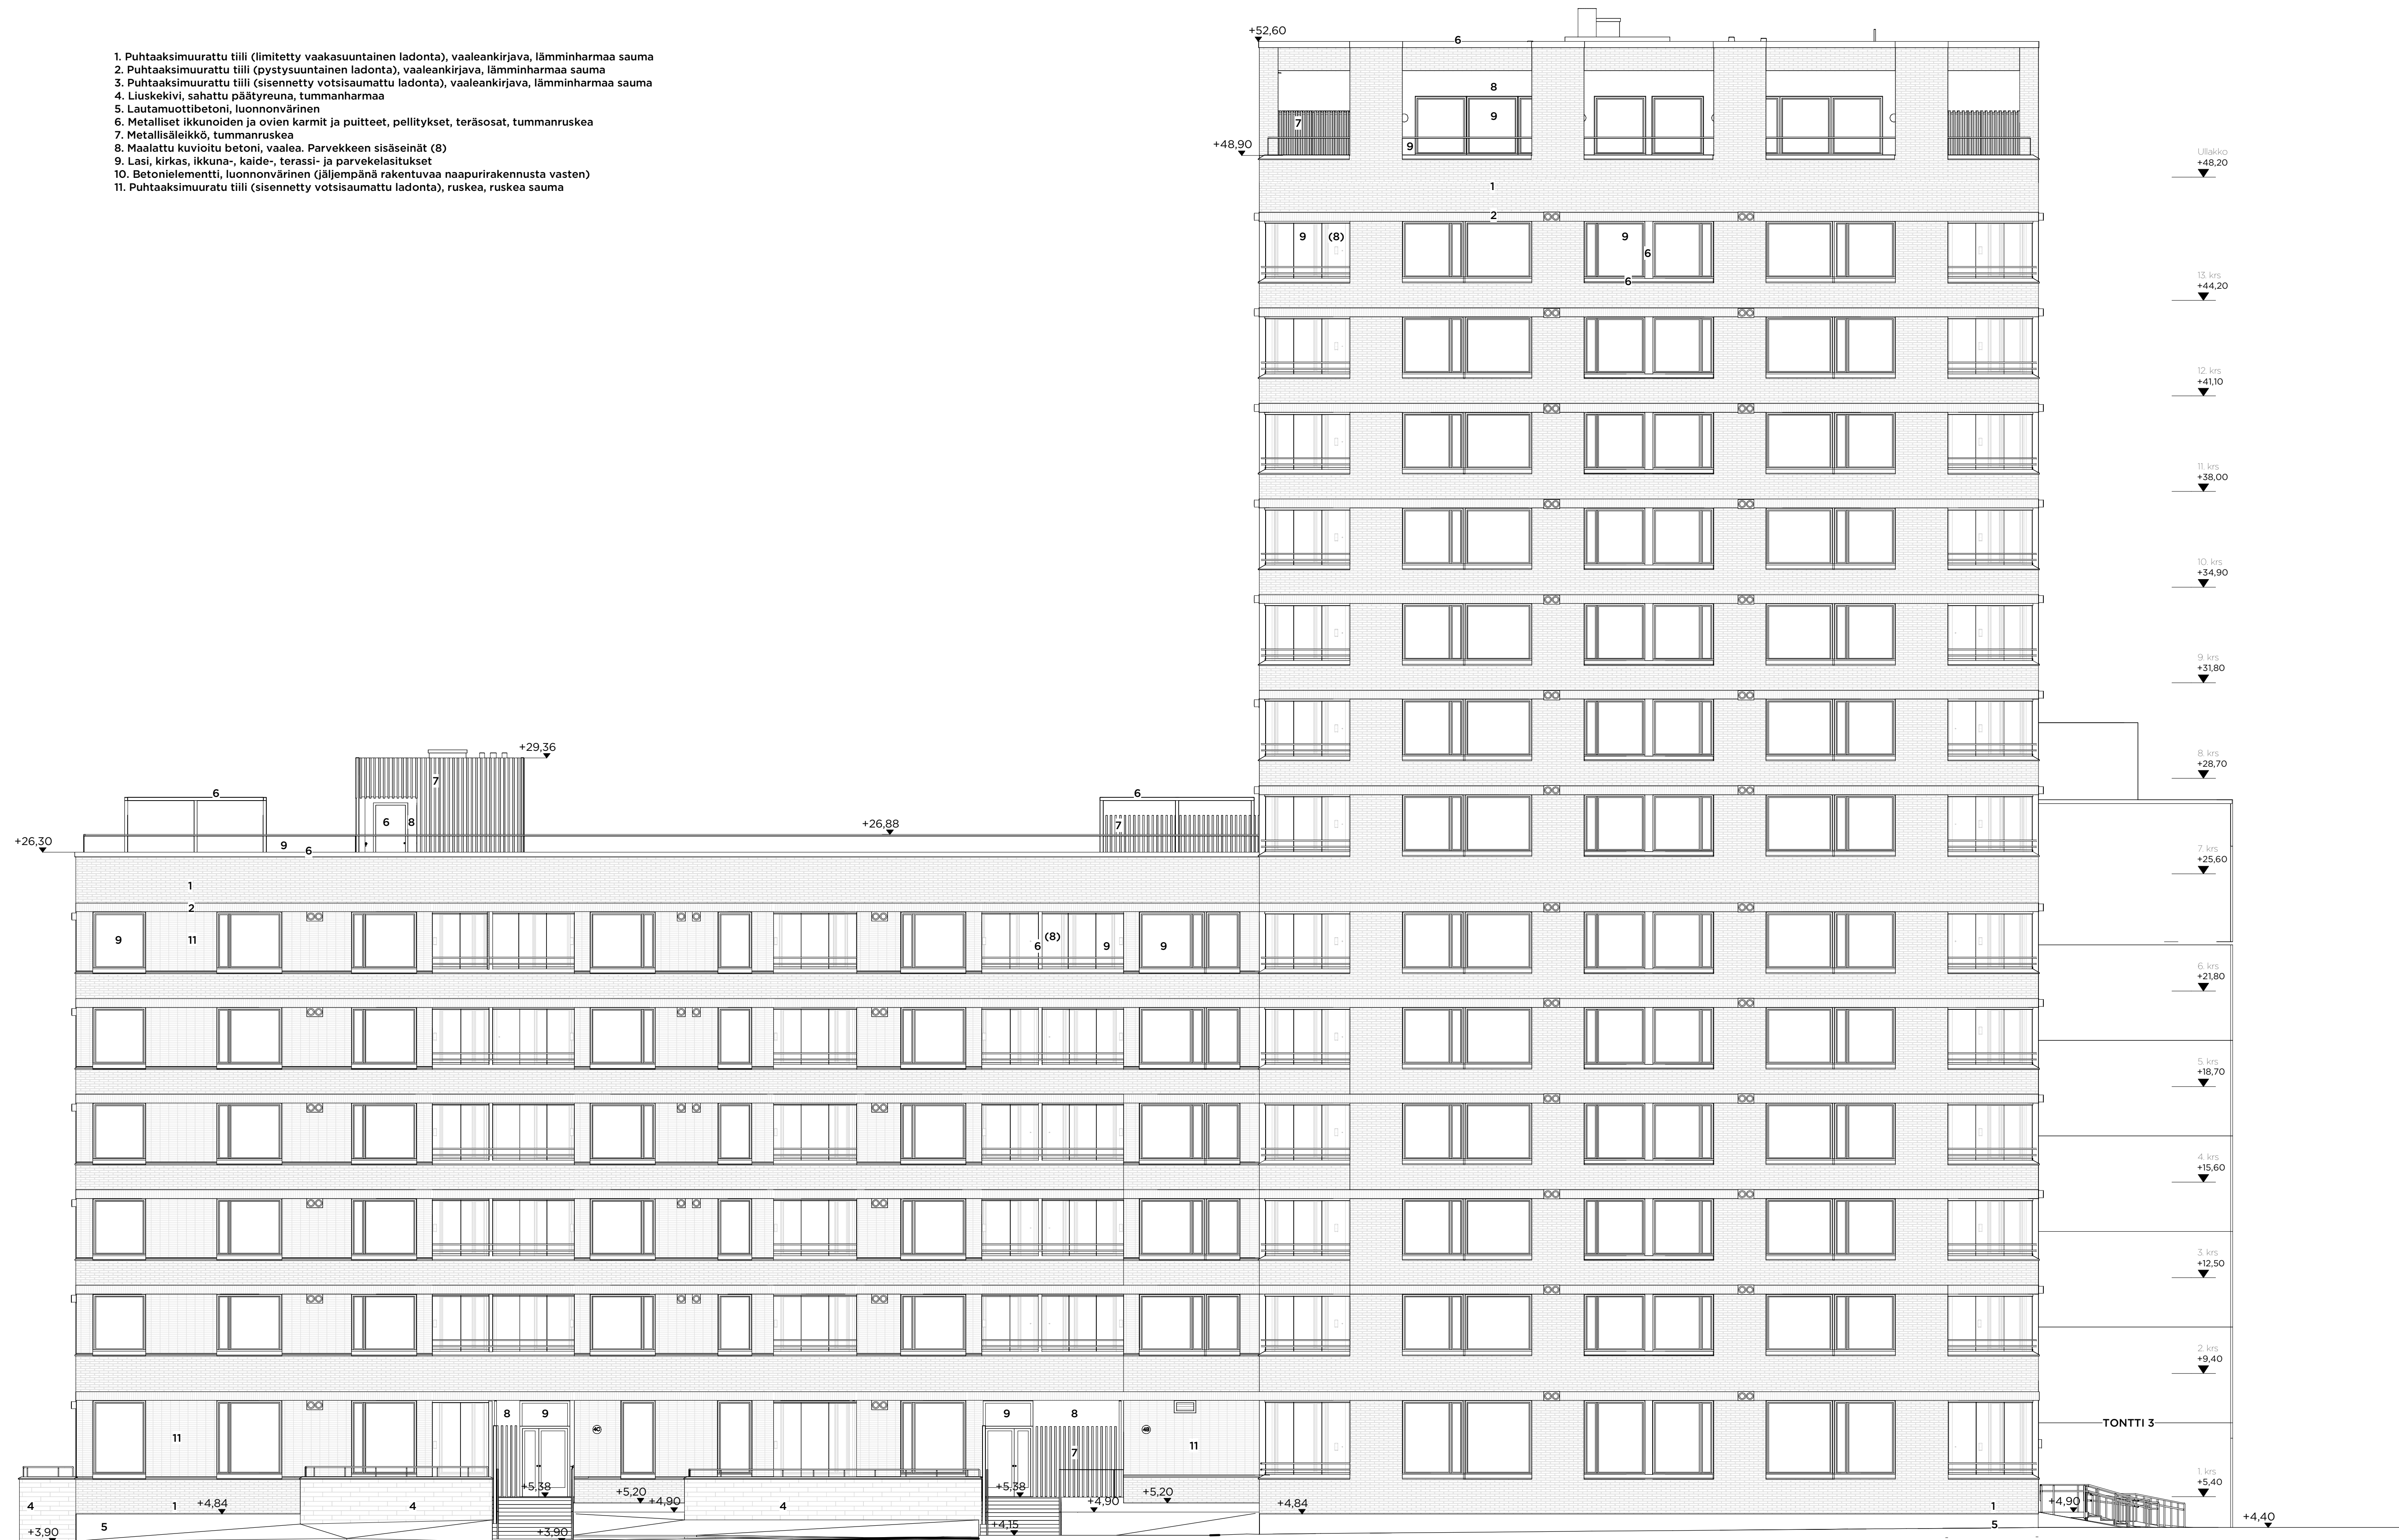 1. Puhtaaksimuurattu tiili (limitetty vaakasuuntainen ladonta), vaaleankirjava, lämminharmaa sauma
2. Puhtaaksimuurattu tiili (pystysuuntainen ladonta), vaaleankirjava, lämminharmaa sauma
3. Puhtaaksimuurattu tiili (sisennetty votsisaumattu ladonta), vaaleankirjava, lämminharmaa sauma
4. Liuskekivi, sahattu päätyreuna, tummanharmaa
5. Lautamuottibetoni, luonnonvärinen
6. Metalliset ikkunoiden ja ovien karmit ja puitteet, pellitykset, teräsosat, tummanruskea
7. Metallisäleikkö, tummanruskea
8. Maalattu kuvioitu betoni, vaalea. Parvekkeen sisäseinät (8)
9. Lasi, kirkas, ikkuna-, kaide-, terassi- ja parvekelasitukset
10. Betonielementti, luonnonvärinen (jäljempänä rakentuvaa naapurirakennusta vasten)
11. Puhtaaksimuuratu tiili (sisennetty votsisaumattu ladonta), ruskea, ruskea sauma
+52,60
6
8
9
7
9
+48,90
Ullakko
+48,20
1
2
9 (8)
9
6
6
13. krs
+44,20
12. krs
+41,10
11. krs
+38,00
10. krs
+34,90
9. krs
+31,80
8. krs
+28,70
+29,36
7
6
6
6 8
7
+26,88
+26,30
9
6
7. krs
+25,60
1
2
9
11
6
(8)
9
9
6. krs
+21,80
5. krs
+18,70
4. krs
+15,60
3. krs
+12,50
2. krs
+9,40
8
9
9
8
40
4B
11
11
7
TONTTI 3
1. krs
+5,40
+5,38
+5,20
+4,90
+5,38
+4,90
+5,20
4
1
+4,84
4
4
+4,84
1
+4,90
5
+3,90
+3,90
+4,15
5
+4,40